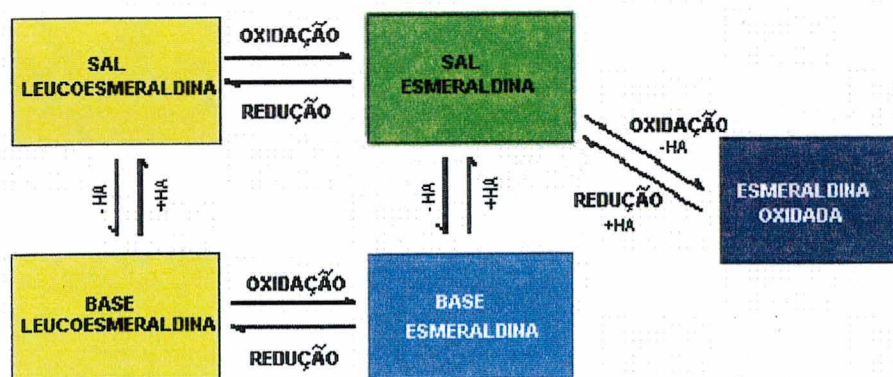 SAL
LEUCOESMERALDINA
OXIDAÇÃO
REDUÇÃO
SAL
ESMERALDINA
OXIDAÇÃO
-HA
REDUÇÃO
+HA
ESMERALDINA
OXIDADA
-HA
+HA
-HA
+HA
BASE
LEUCOESMERALDINA
OXIDAÇÃO
REDUÇÃO
BASE
ESMERALDINA